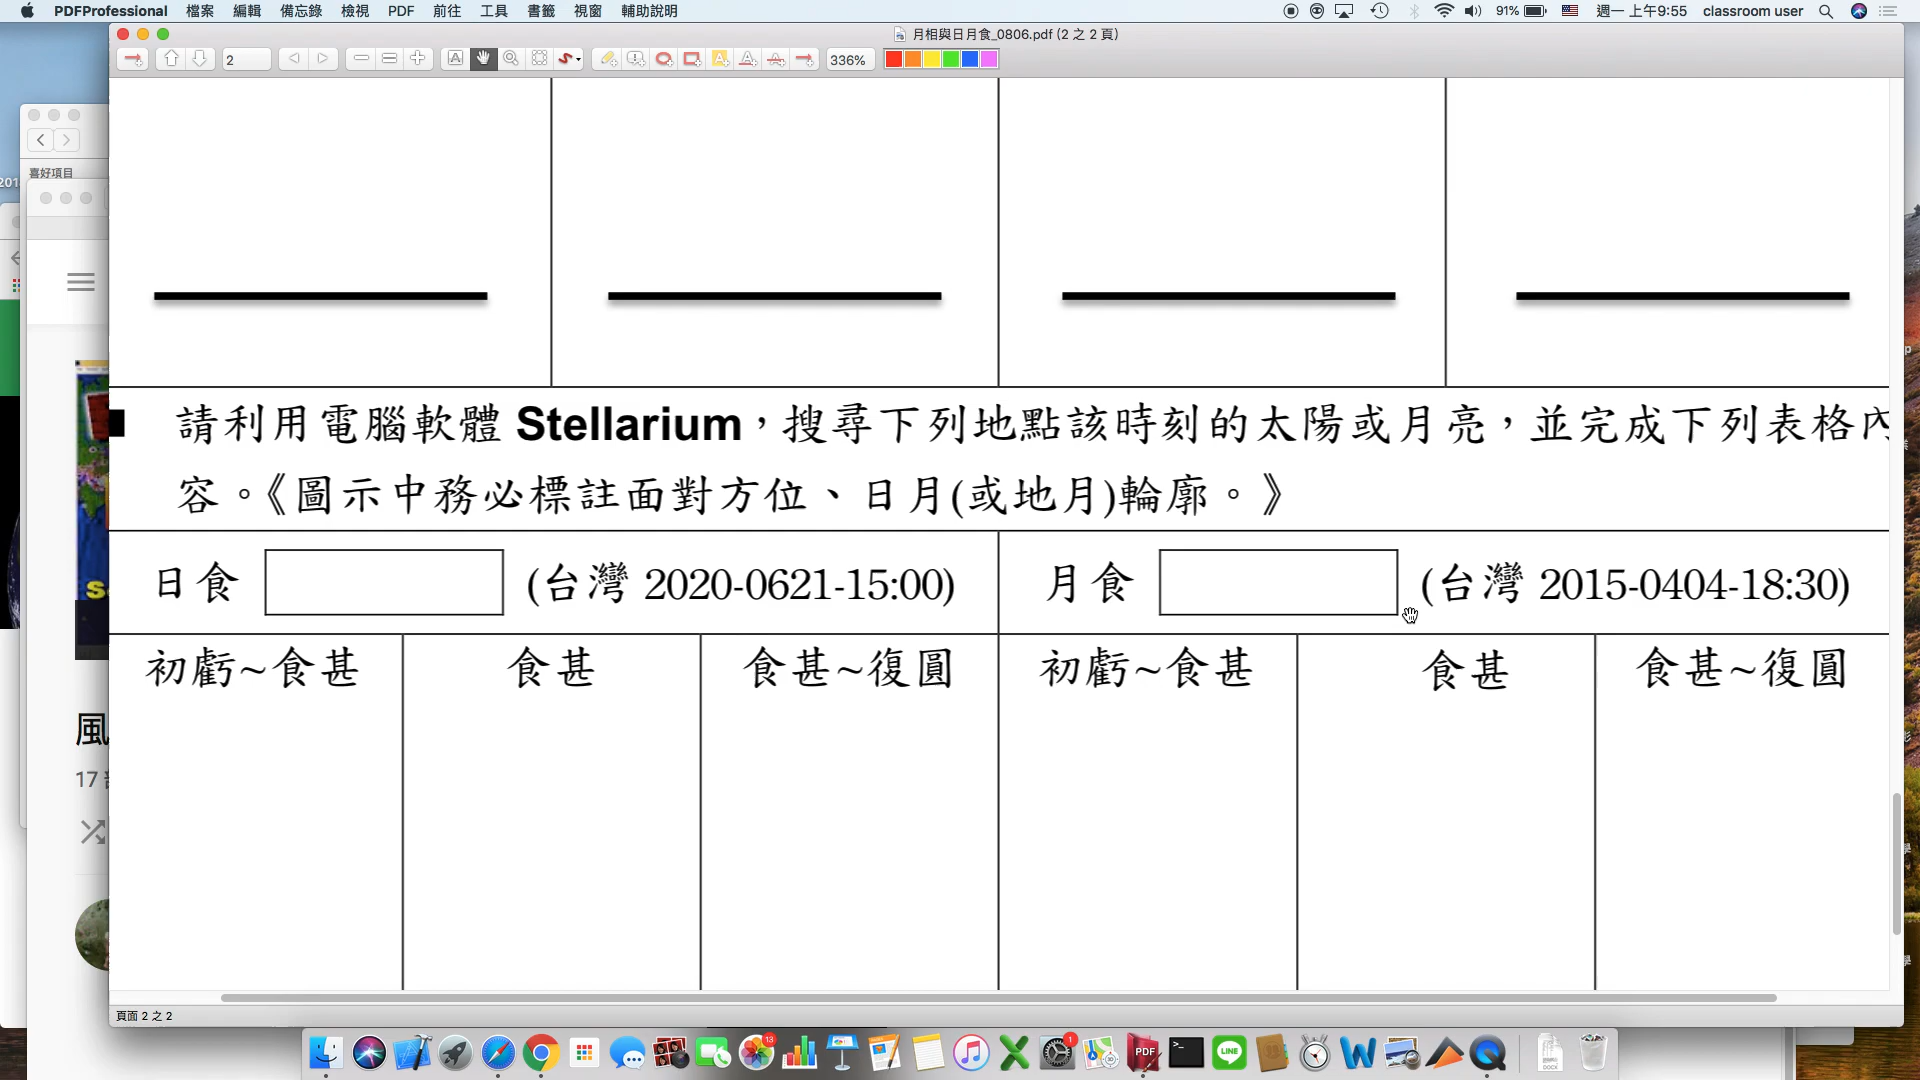 PDFProfessional 檔案 編輯 備忘錄 檢視 PDF 前往 工具 書籤 視窗 輔助說明 91% 週一 上午9:55 classroom user
月相與日月食_0806.pdf (2 之 2 頁)
2 336%
喜好項目
201
■ 請利用電腦軟體 Stellarium，搜尋下列地點該時刻的太陽或月亮，並完成下列表格內
容。《圖示中務必標註面對方位、日月(或地月)輪廓。》
日食 (台灣 2020-0621-15:00) 月食 (台灣 2015-0404-18:30)
初虧~食甚 食甚 食甚~復圓 初虧~食甚 食甚 食甚~復圓
風
17
頁面 2 之 2